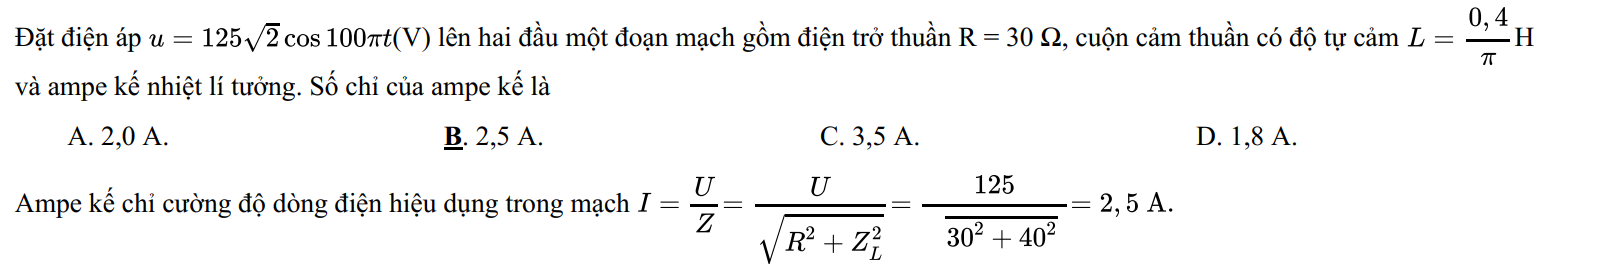 Đặt điện áp u = 125√2 cos 100πt(V) lên hai đầu một đoạn mạch gồm điện trở thuần R = 30 Ω, cuộn cảm thuần có độ tự cảm L = 0,4/π H
và ampe kế nhiệt lí tưởng. Số chỉ của ampe kế là
A. 2,0 A. B. 2,5 A. C. 3,5 A. D. 1,8 A.
Ampe kế chỉ cường độ dòng điện hiệu dụng trong mạch I = U/Z = U/√(R² + Z_L²) = 125/(30² + 40²) = 2,5 A.